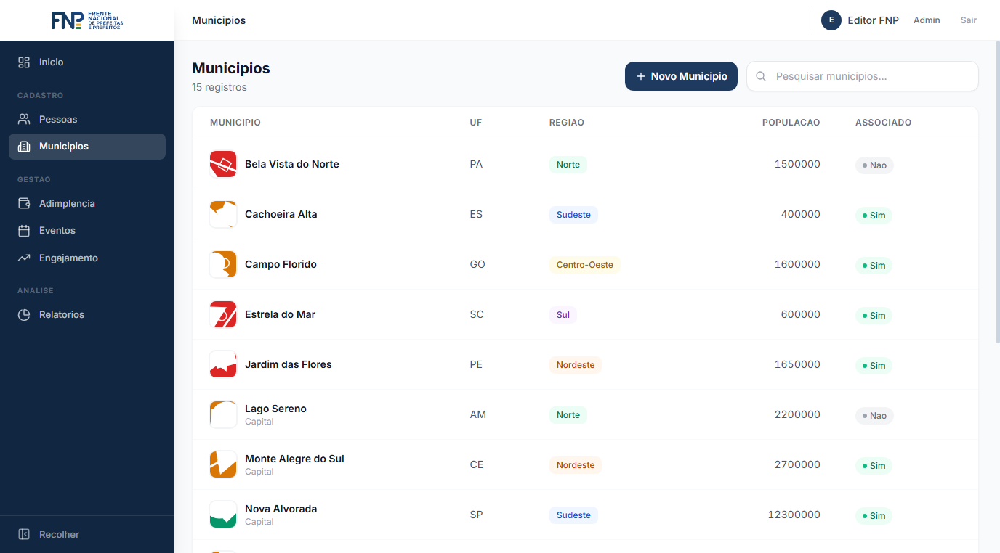 FNP FRENTE
NACIONAL
DE PREFEITAS
E PREFEITOS
Municipios
E Editor FNP Admin Sair
Inicio
CADASTRO
Pessoas
Municipios
GESTAO
Adimplencia
Eventos
Engajamento
ANALISE
Relatorios
Recolher
Municipios
15 registros
+ Novo Municipio
Pesquisar municipios...
MUNICIPIO UF REGIAO POPULACAO ASSOCIADO
Bela Vista do Norte PA Norte 1500000 Nao
Cachoeira Alta ES Sudeste 400000 Sim
Campo Florido GO Centro-Oeste 1600000 Sim
Estrela do Mar SC Sul 600000 Sim
Jardim das Flores PE Nordeste 1650000 Sim
Lago Sereno AM Norte 2200000 Nao
Capital
Monte Alegre do Sul CE Nordeste 2700000 Sim
Capital
Nova Alvorada SP Sudeste 12300000 Sim
Capital